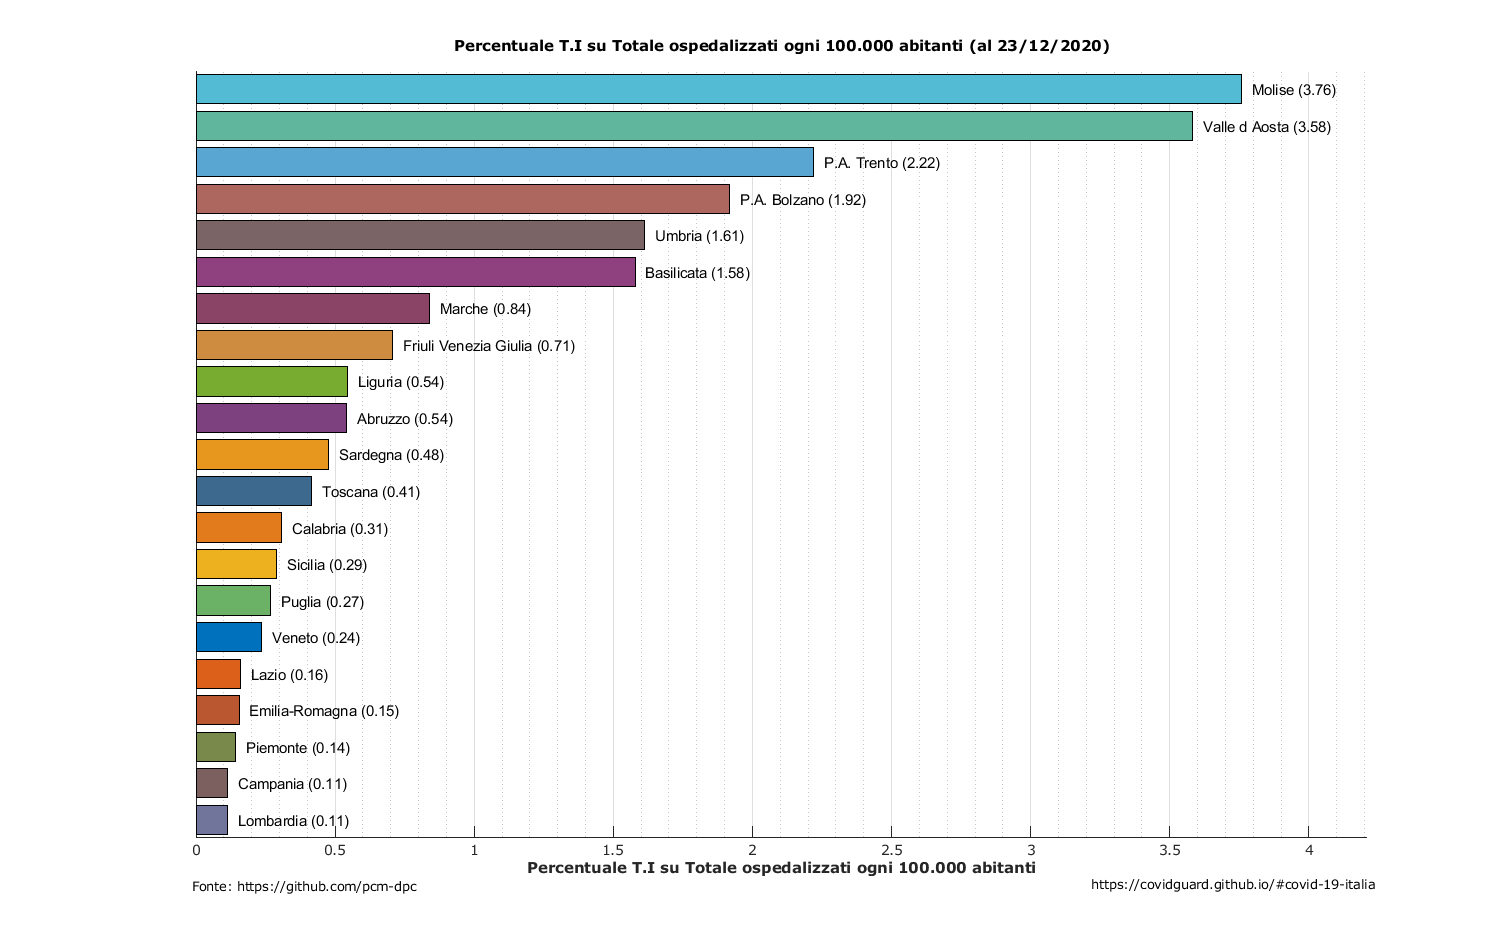 Percentuale T.I su Totale ospedalizzati ogni 100.000 abitanti (al 23/12/2020)
Molise (3.76)
Valle d Aosta (3.58)
P.A. Trento (2.22)
P.A. Bolzano (1.92)
Umbria (1.61)
Basilicata (1.58)
Marche (0.84)
Friuli Venezia Giulia (0.71)
Liguria (0.54)
Abruzzo (0.54)
Sardegna (0.48)
Toscana (0.41)
Calabria (0.31)
Sicilia (0.29)
Puglia (0.27)
Veneto (0.24)
Lazio (0.16)
Emilia-Romagna (0.15)
Piemonte (0.14)
Campania (0.11)
Lombardia (0.11)
0 0.5 1 1.5 2 2.5 3 3.5 4
Percentuale T.I su Totale ospedalizzati ogni 100.000 abitanti
Fonte: https://github.com/pcm-dpc
https://covidguard.github.io/#covid-19-italia